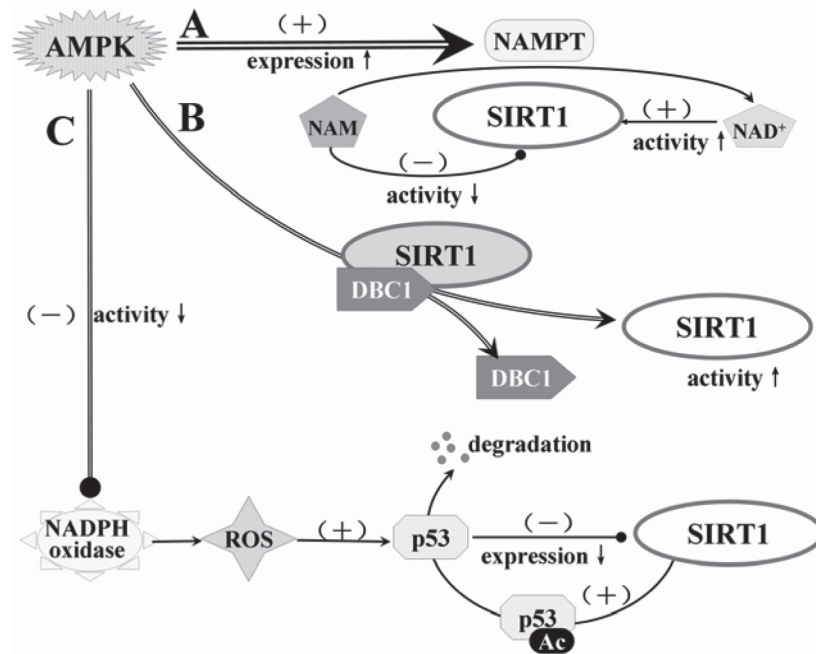 A
(+)
AMPK
NAMPT
expression ↑
C
B
NAM
SIRT1
(+)
NAD+
activity ↑
(−)
activity ↓
SIRT1
DBC1
(−) activity ↓
SIRT1
DBC1
activity ↑
degradation
NADPH
oxidase
ROS
(+)
p53
(−)
expression ↓
SIRT1
(+)
p53
Ac